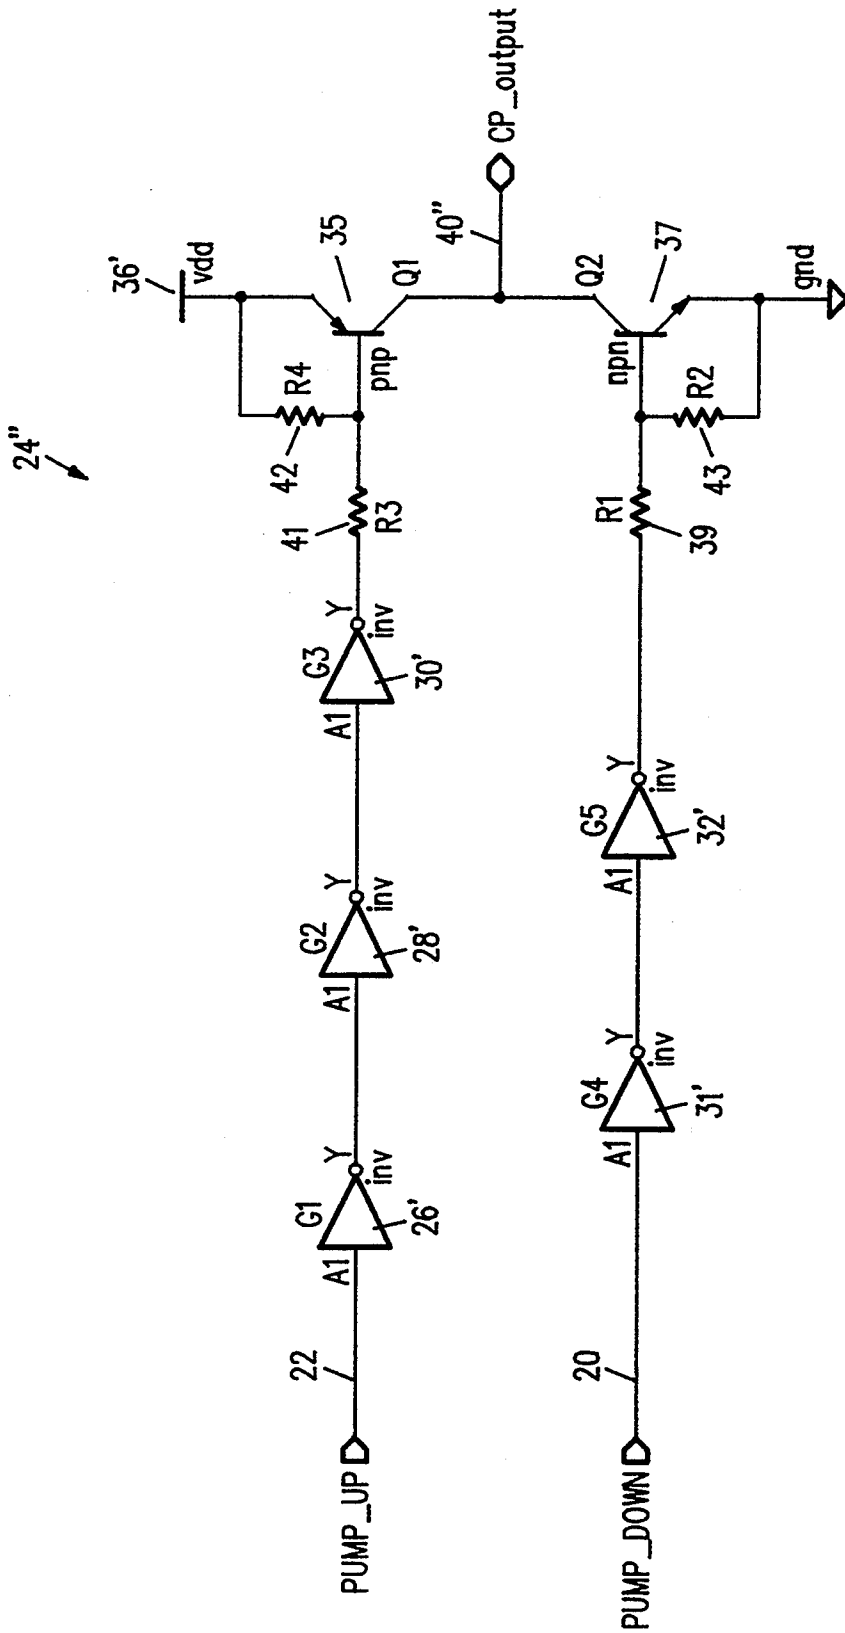 24"
36'
vdd
R4
42
35
pnp
Q1
40"
CP_output
PUMP_UP
22
A1
G1
Y
inv
26'
A1
G2
Y
inv
28'
A1
G3
Y
inv
30'
41
R3
PUMP_DOWN
20
A1
G4
Y
inv
31'
A1
G5
Y
inv
32'
R1
39
npn
Q2
37
R2
43
gnd